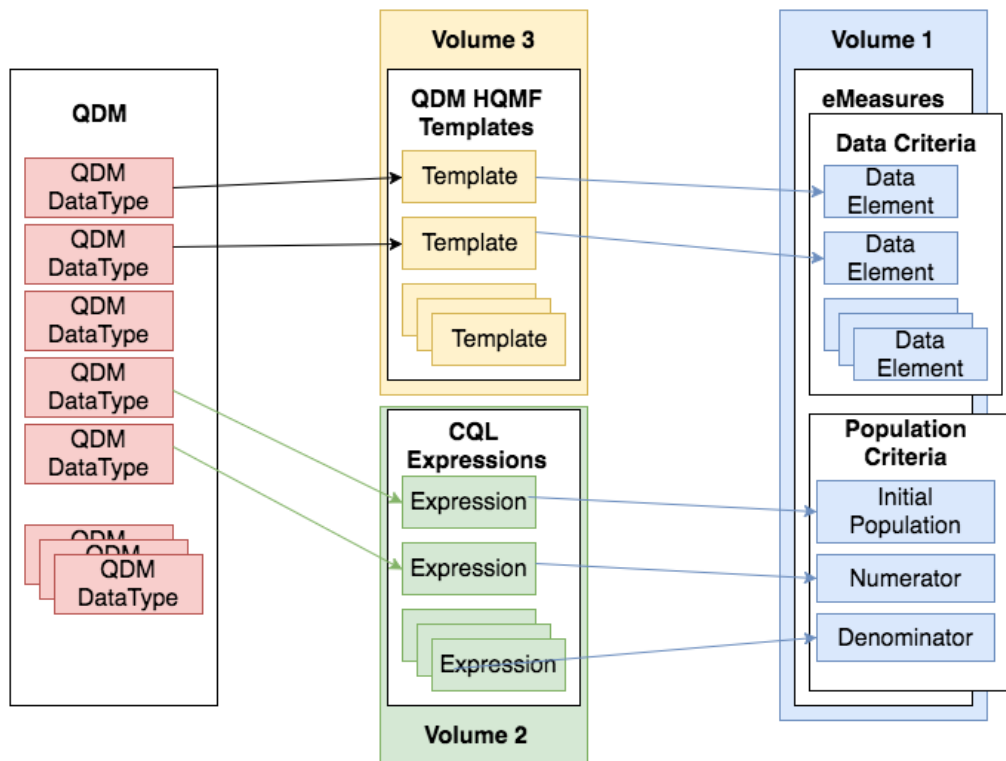 QDM
QDM
DataType
QDM
DataType
QDM
DataType
QDM
DataType
QDM
DataType
QDM
QDM
QDM
DataType
Volume 3
QDM HQMF
Templates
Template
Template
Template
CQL
Expressions
Expression
Expression
Expression
Volume 2
Volume 1
eMeasures
Data Criteria
Data
Element
Data
Element
Data
Element
Population
Criteria
Initial
Population
Numerator
Denominator